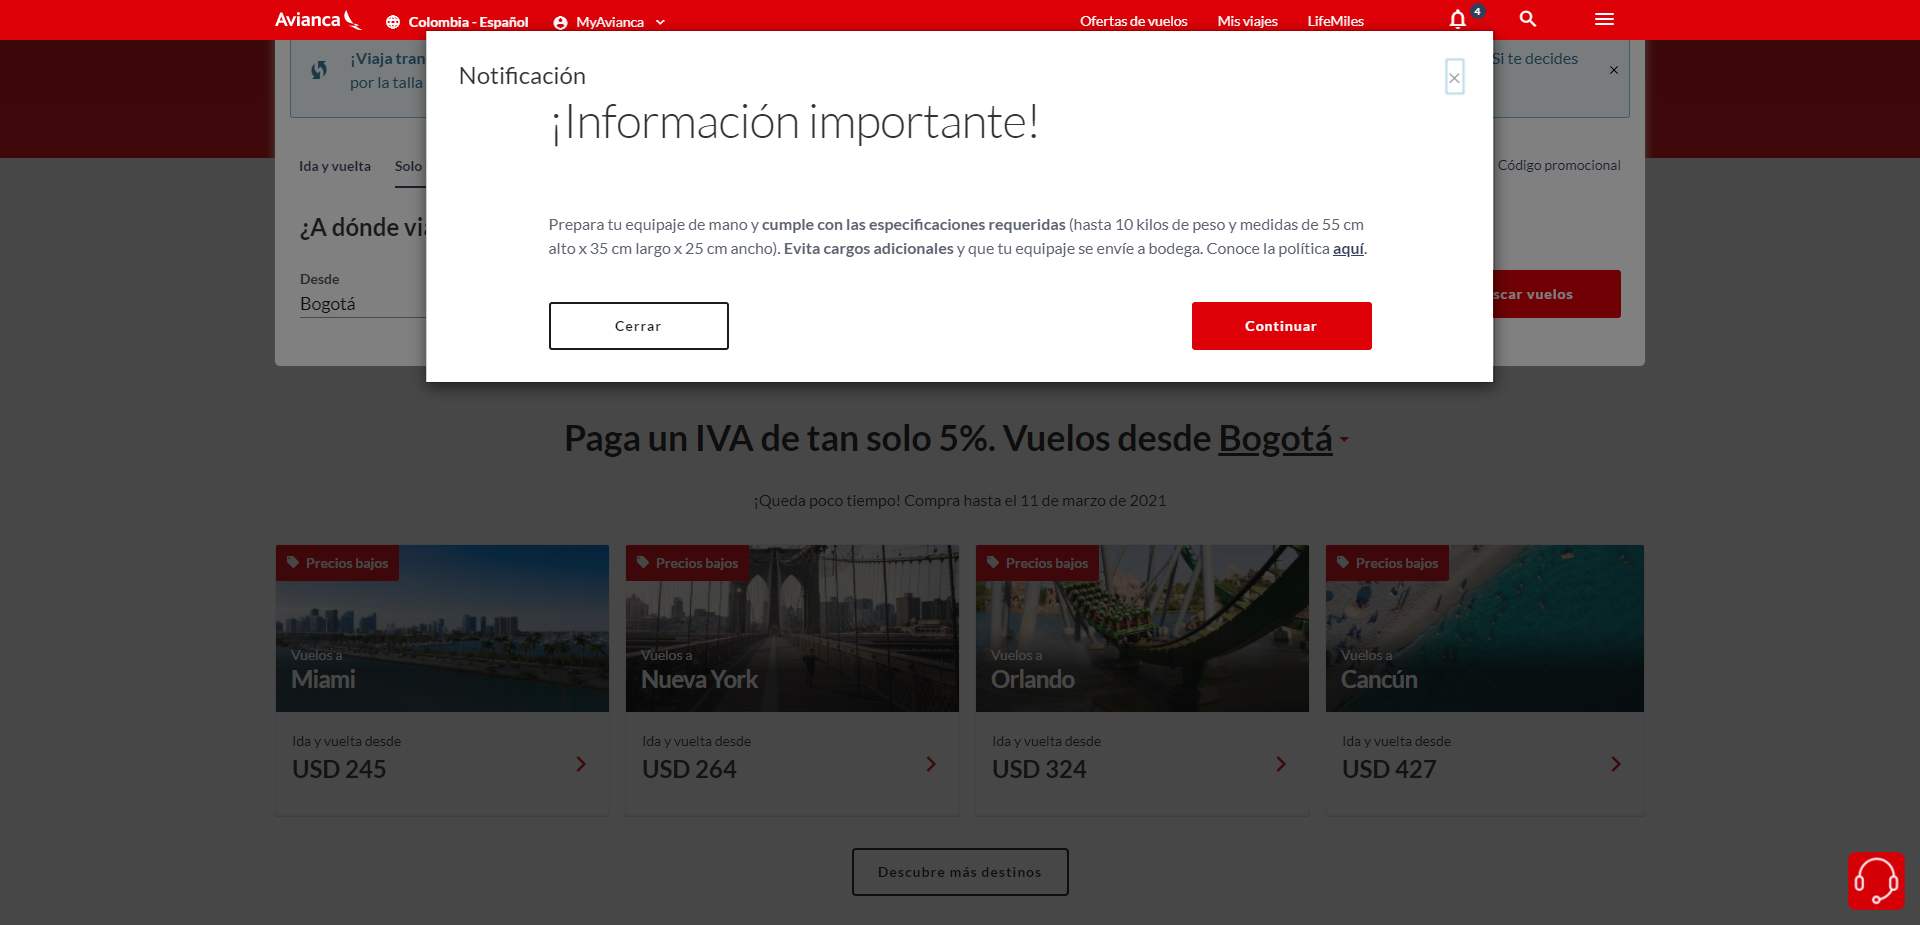 Avianca
Colombia - Español
MyAvianca
Ofertas de vuelos
Mis viajes
LifeMiles
4
¡Viaja
Si te decides
por la talla
Notificación
¡Información importante!
Ida y vuelta
Solo
Código promocional
¿A dónde
Prepara tu equipaje de mano y cumple con las especificaciones requeridas (hasta 10 kilos de peso y medidas de 55 cm
alto x 35 cm largo x 25 cm ancho). Evita cargos adicionales y que tu equipaje se envíe a bodega. Conoce la política aquí.
Desde
Bogotá
vuelos
Cerrar
Continuar
Paga un IVA de tan solo 5%. Vuelos desde Bogotá
¡Queda poco tiempo! Compra hasta el 11 de marzo de 2021
Precios bajos
Vuelos a
Miami
Ida y vuelta desde
USD 245
Precios bajos
Vuelos a
Nueva York
Ida y vuelta desde
USD 264
Precios bajos
Vuelos a
Orlando
Ida y vuelta desde
USD 324
Precios bajos
Vuelos a
Cancún
Ida y vuelta desde
USD 427
Descubre más destinos